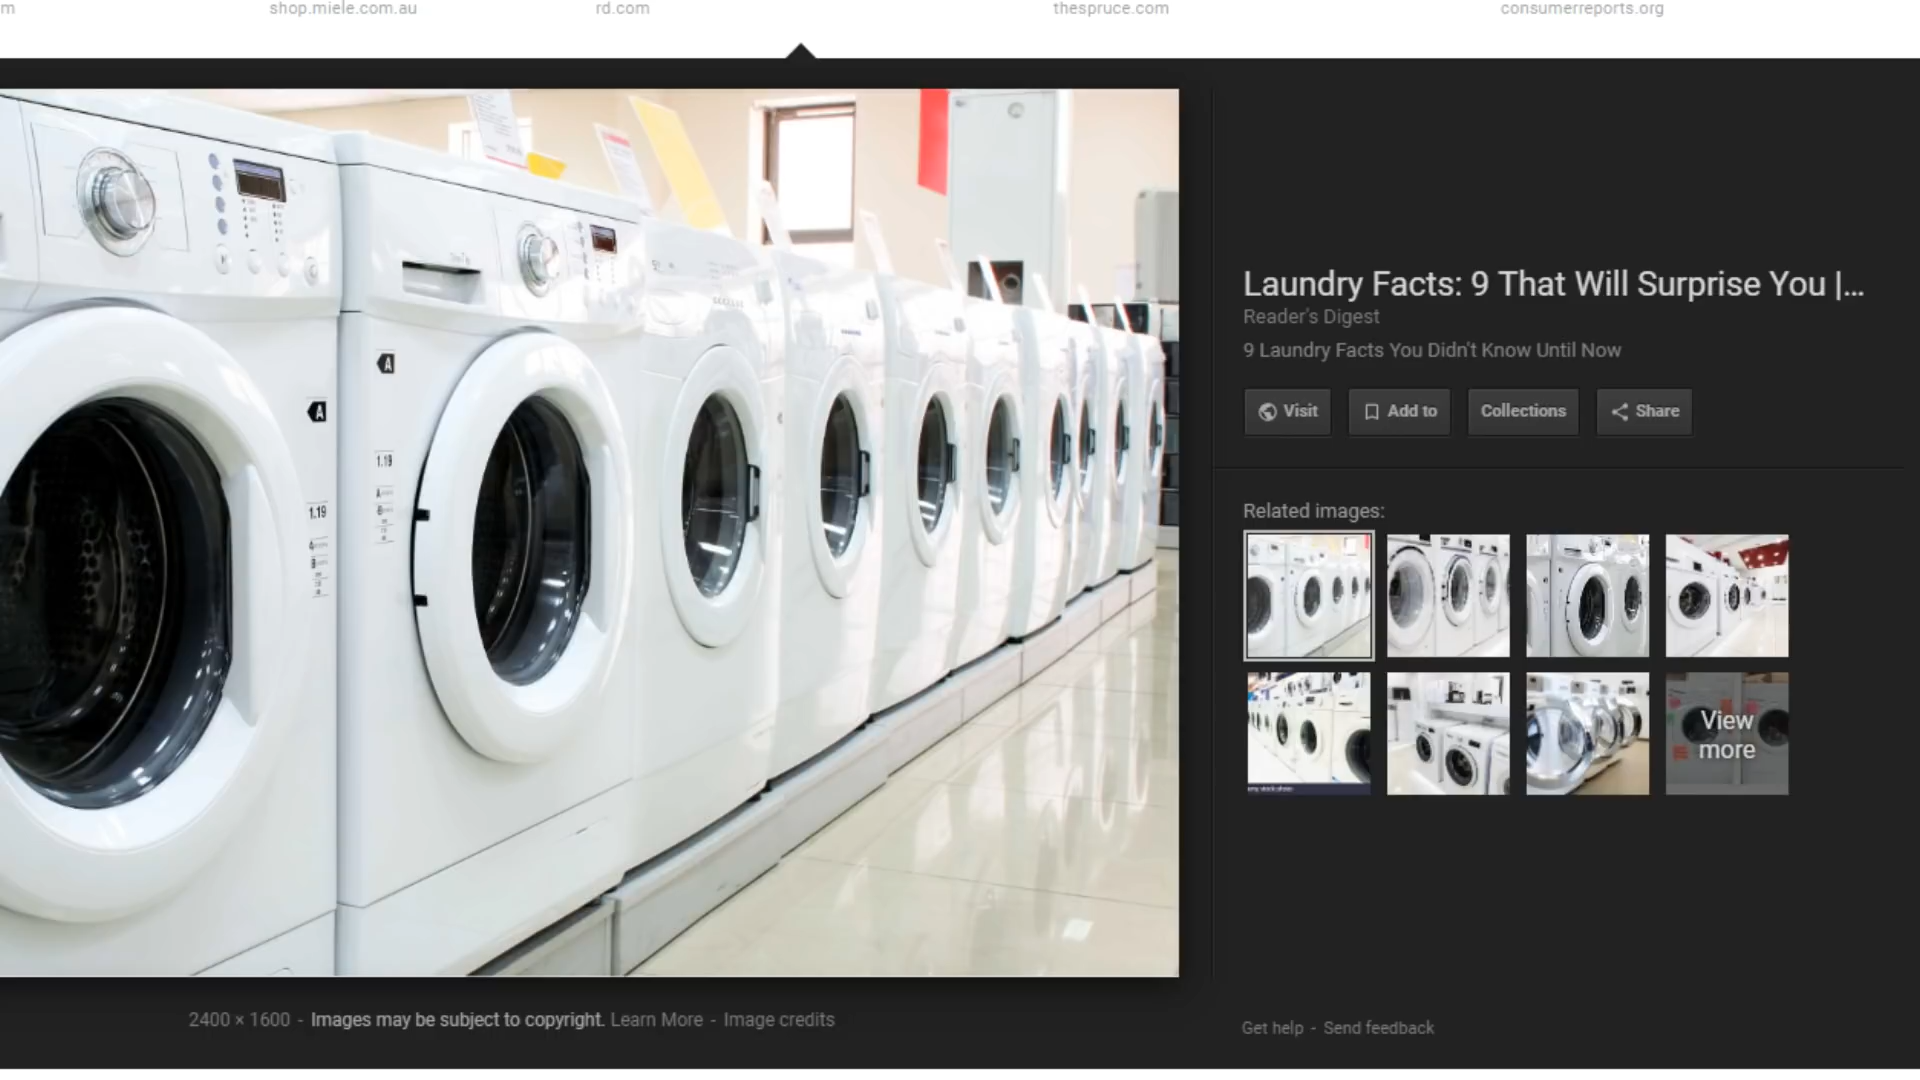 m
shop.miele.com.au
rd.com
thespruce.com
consumerreports.org
A
A
1.19
1.19
Laundry Facts: 9 That Will Surprise You |...
Reader's Digest
9 Laundry Facts You Didn't Know Until Now
Visit
Add to
Collections
Share
Related images:
View
more
2400 × 1600 - Images may be subject to copyright. Learn More - Image credits
Get help - Send feedback